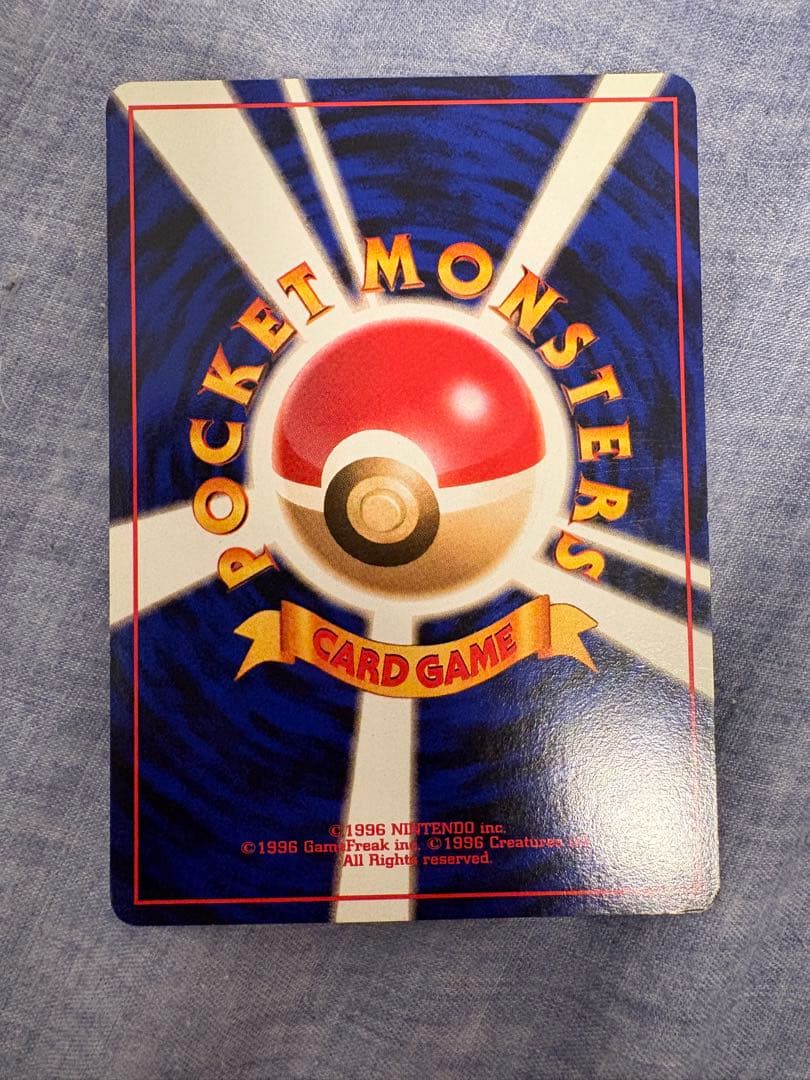 POCKET MONSTERS
CARD GAME
©1996 NINTENDO inc.
©1996 GameFreak inc. ©1996 Creatures
All Rights reserved.